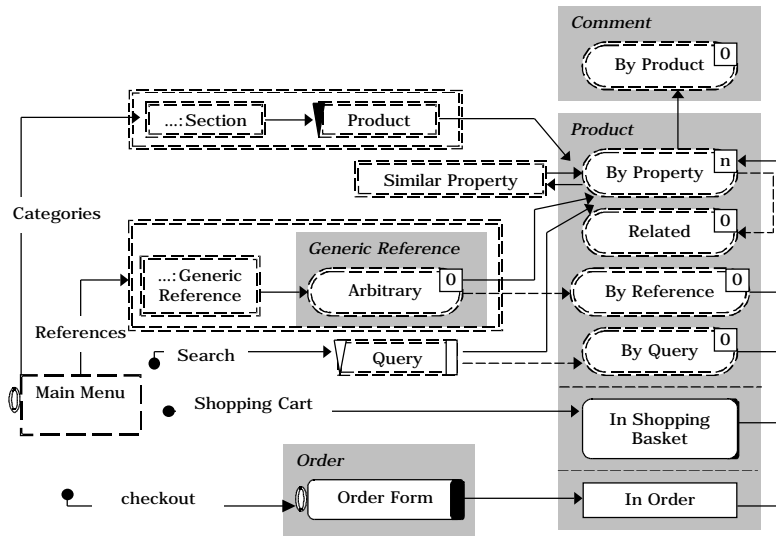 Comment
0
By Product
...:Section
Product
Product
n
By Property
Similar Property
Categories
0
Related
Generic Reference
...:Generic
Reference
0
Arbitrary
0
By Reference
References
Search
Query
0
By Query
Main Menu
Shopping Cart
In Shopping
Basket
Order
checkout
Order Form
In Order